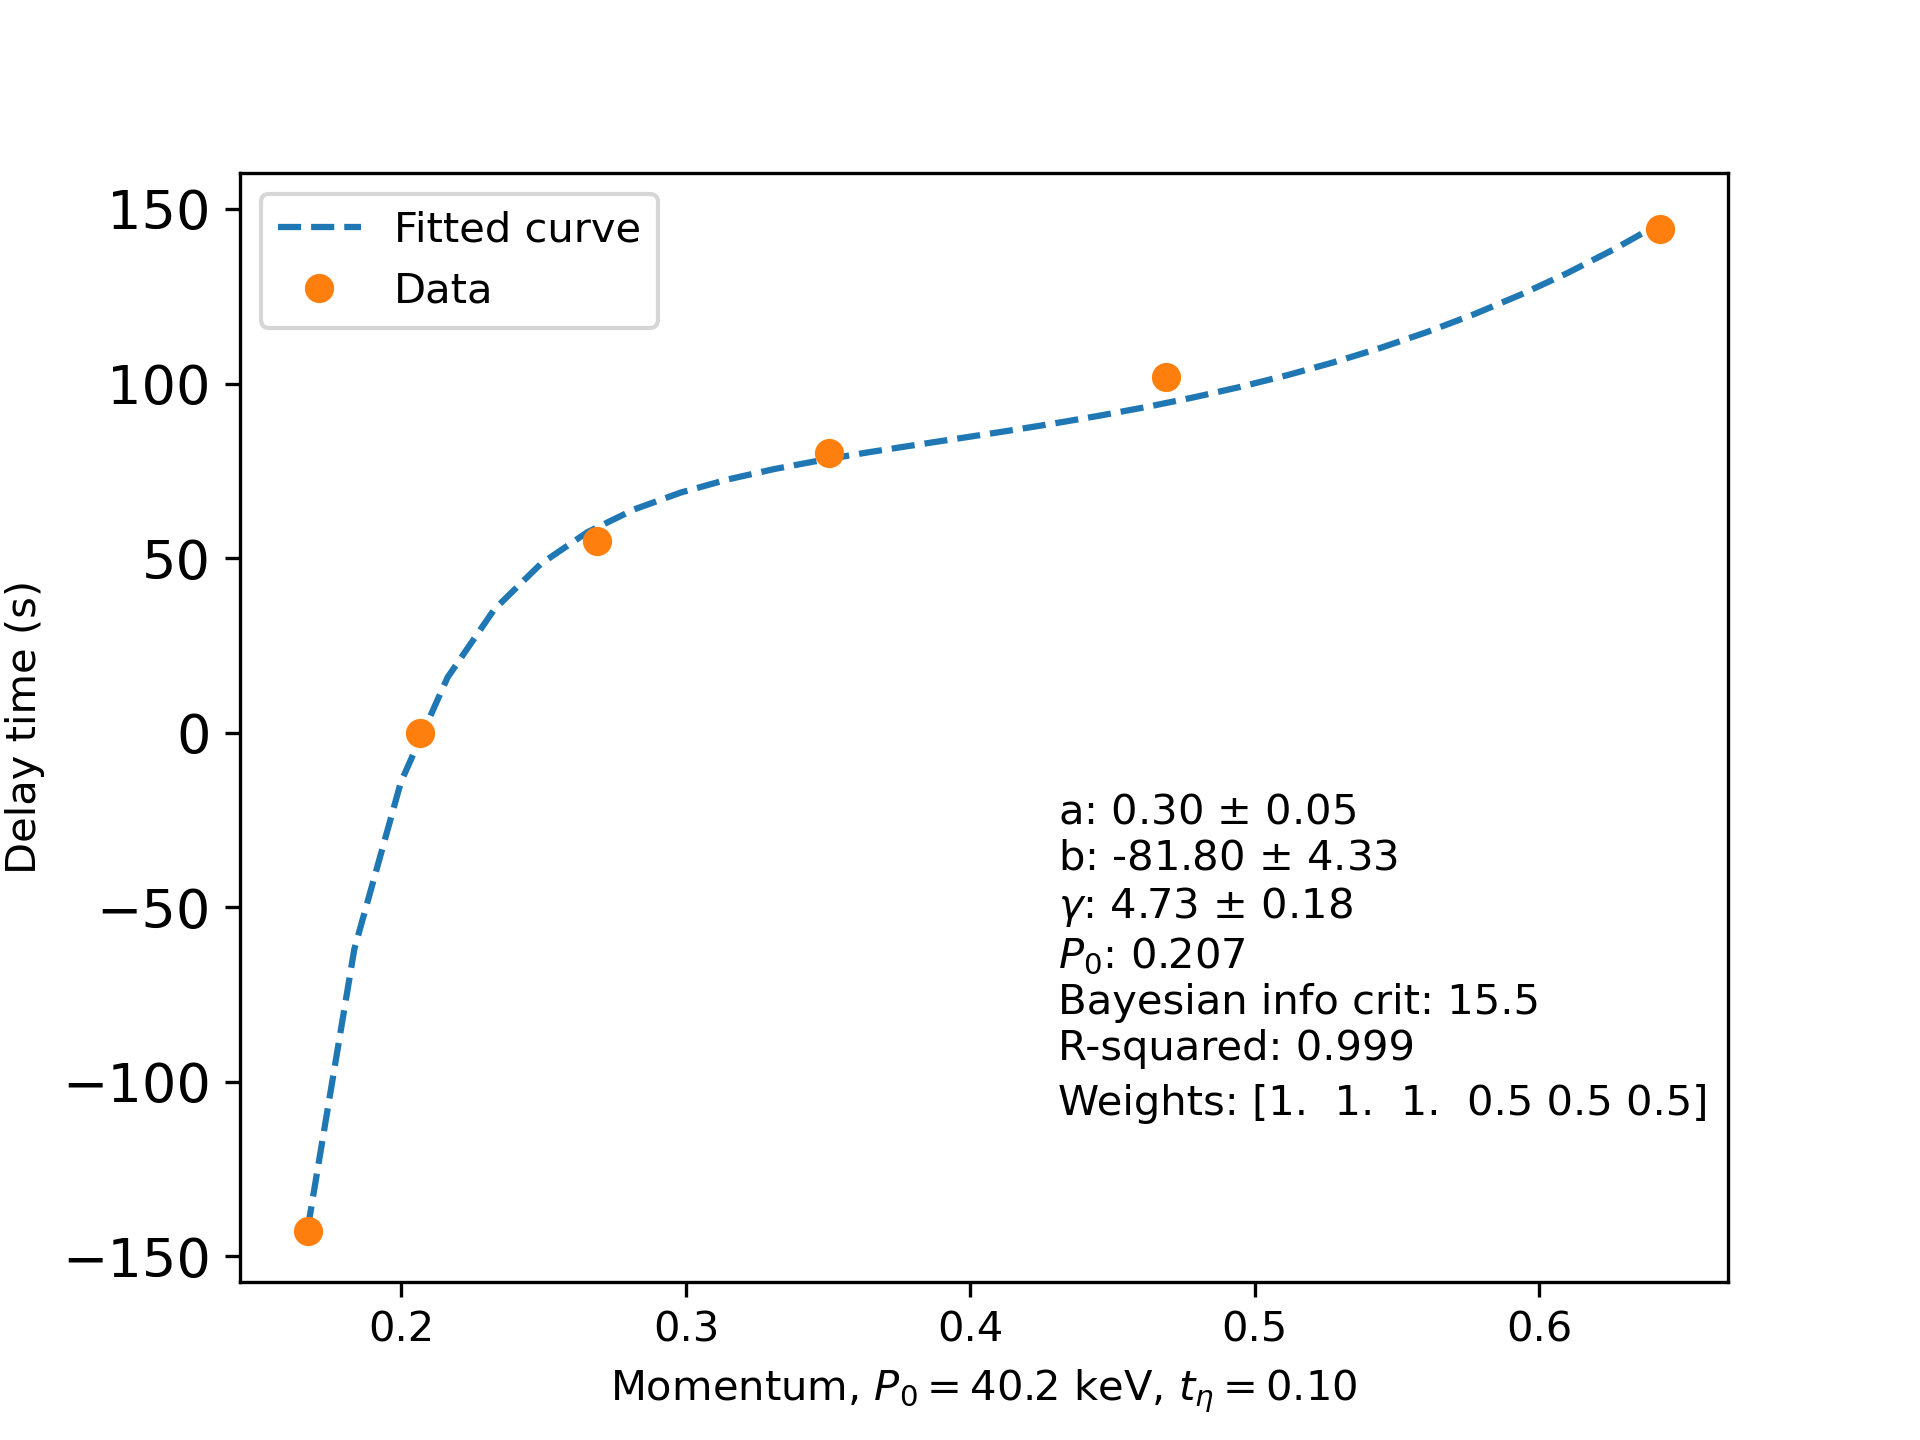 150
100
50
0
−50
−100
−150
Delay time (s)
Fitted curve
Data
a: 0.30 ± 0.05
b: -81.80 ± 4.33
γ: 4.73 ± 0.18
P₀: 0.207
Bayesian info crit: 15.5
R-squared: 0.999
Weights: [1.  1.  1.  0.5 0.5 0.5]
0.2 0.3 0.4 0.5 0.6
Momentum, P₀ = 40.2 keV, tη = 0.10